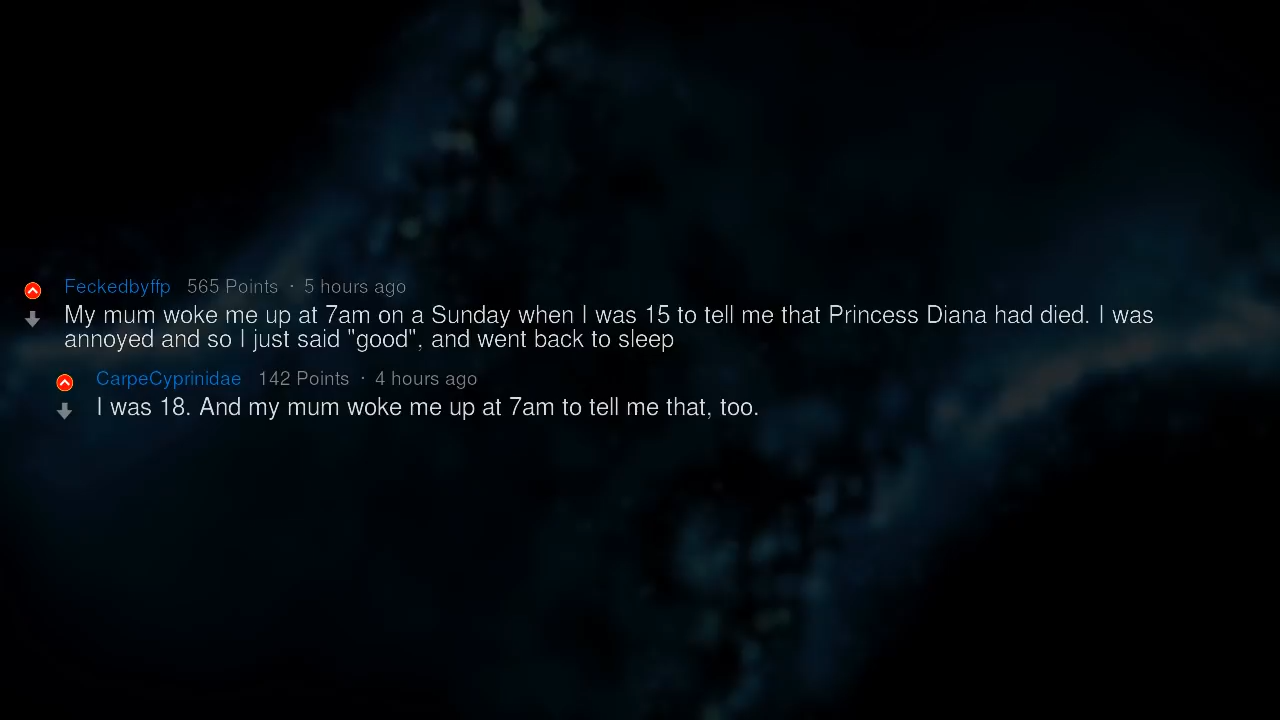 Feckedbyffp 565 Points · 5 hours ago
My mum woke me up at 7am on a Sunday when I was 15 to tell me that Princess Diana had died. I was
annoyed and so I just said "good", and went back to sleep
CarpeCyprinidae 142 Points · 4 hours ago
I was 18. And my mum woke me up at 7am to tell me that, too.